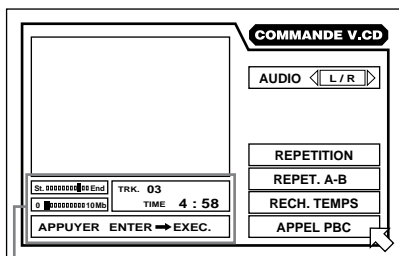 COMMANDE V.CD
AUDIO L / R
REPETITION
REPET. A-B
RECH. TEMPS
APPEL PBC
St. End
0 10Mb
TRK. 03
TIME 4 : 58
APPUYER ENTER ➡ EXEC.